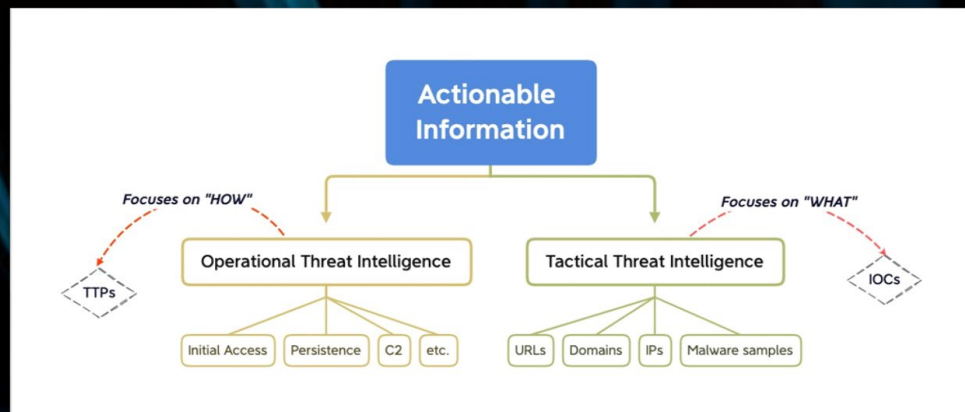 Actionable
Information
Focuses on "HOW"
Focuses on "WHAT"
Operational Threat Intelligence
Tactical Threat Intelligence
TTPs
IOCs
Initial Access
Persistence
C2
etc.
URLs
Domains
IPs
Malware samples